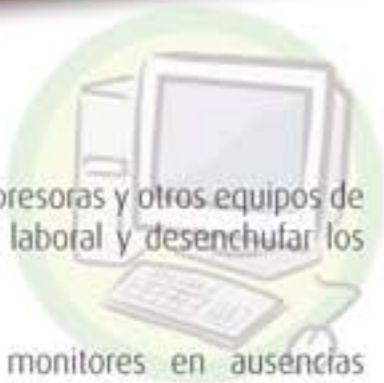 presoras y otros equipos de
laboral y desenchufar los
monitores en ausencias